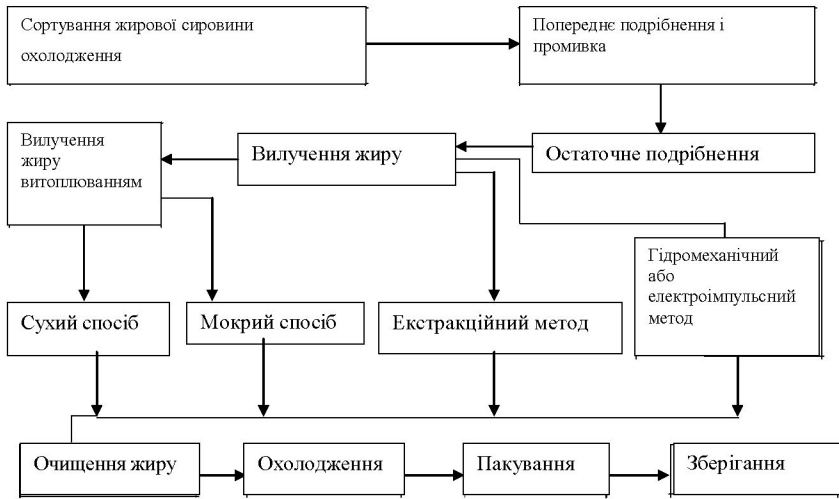 Сортування жирової сировини
охолодження
Попереднє подрібнення і
промивка
Вилучення
жиру
витоплюванням
Вилучення жиру
Остаточне подрібнення
Гідромеханічний
або
електроімпульсний
метод
Сухий спосіб
Мокрий спосіб
Екстракційний метод
Очищення жиру
Охолодження
Пакування
Зберігання